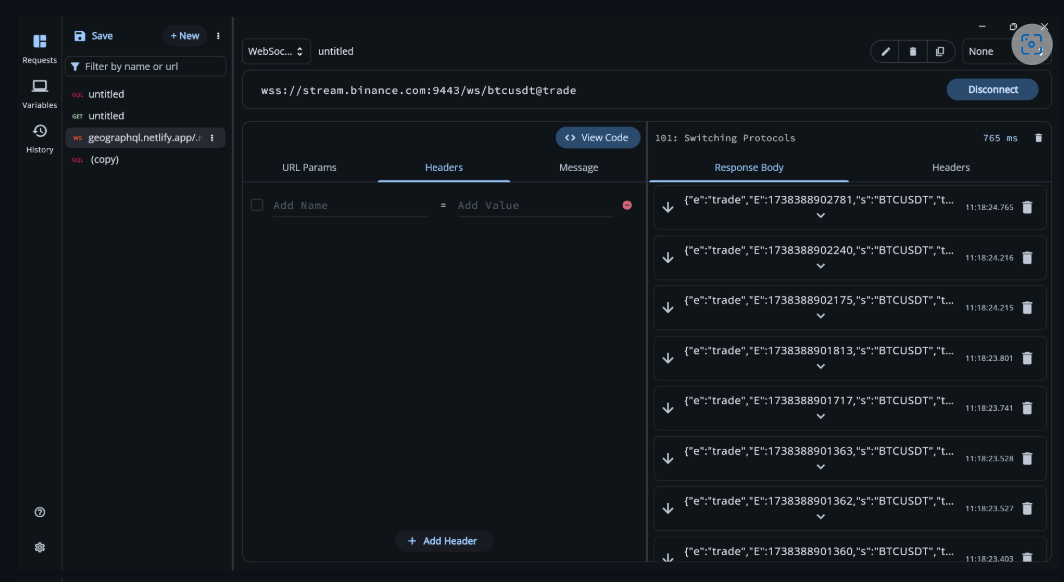 Requests
Variables
History
Save
+ New
Filter by name or url
GQL untitled
GET untitled
WS geographql.netlify.app/.
GQL (copy)
WebSoc...
untitled
None
wss://stream.binance.com:9443/ws/btcusdt@trade
Disconnect
<> View Code
URL Params
Headers
Message
Add Name
=
Add Value
+ Add Header
101: Switching Protocols
765 ms
Response Body
Headers
{"e":"trade","E":1738388902781,"s":"BTCUSDT","t...
11:18:24.765
{"e":"trade","E":1738388902240,"s":"BTCUSDT","t...
11:18:24.216
{"e":"trade","E":1738388902175,"s":"BTCUSDT","t...
11:18:24.215
{"e":"trade","E":1738388901813,"s":"BTCUSDT","t...
11:18:23.801
{"e":"trade","E":1738388901717,"s":"BTCUSDT","t...
11:18:23.741
{"e":"trade","E":1738388901363,"s":"BTCUSDT","t...
11:18:23.528
{"e":"trade","E":1738388901362,"s":"BTCUSDT","t...
11:18:23.527
{"e":"trade","E":1738388901360,"s":"BTCUSDT","t...
11:18:23.403